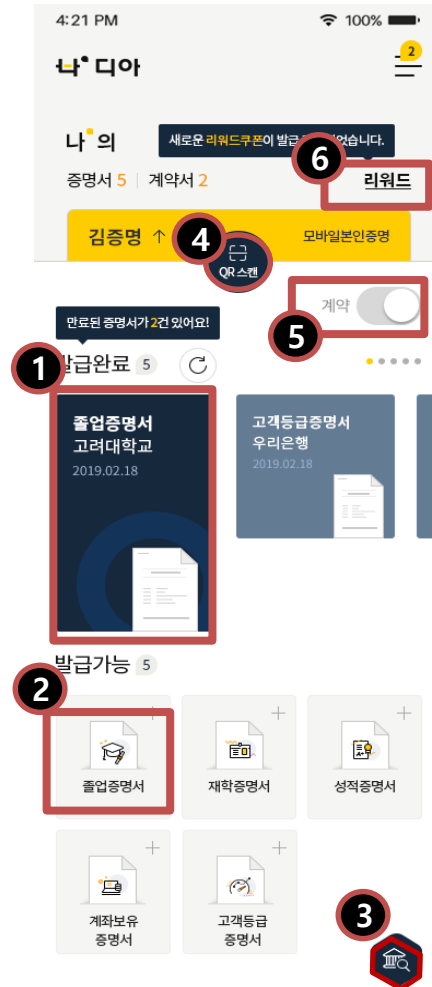 4:21 PM 100%
나 디아
2
나 의
새로운 리워드쿠폰이 발급 었습니다.
6
증명서 5 | 계약서 2
리워드
김증명 ↑
4
QR 스캔
모바일본인증명
계약
5
만료된 증명서가 2건 있어요!
1
발급완료 5
졸업증명서
고려대학교
2019.02.18
고객등급증명서
우리은행
2019.02.18
발급가능 5
2
졸업증명서
재학증명서
성적증명서
계좌보유
증명서
고객등급
증명서
3